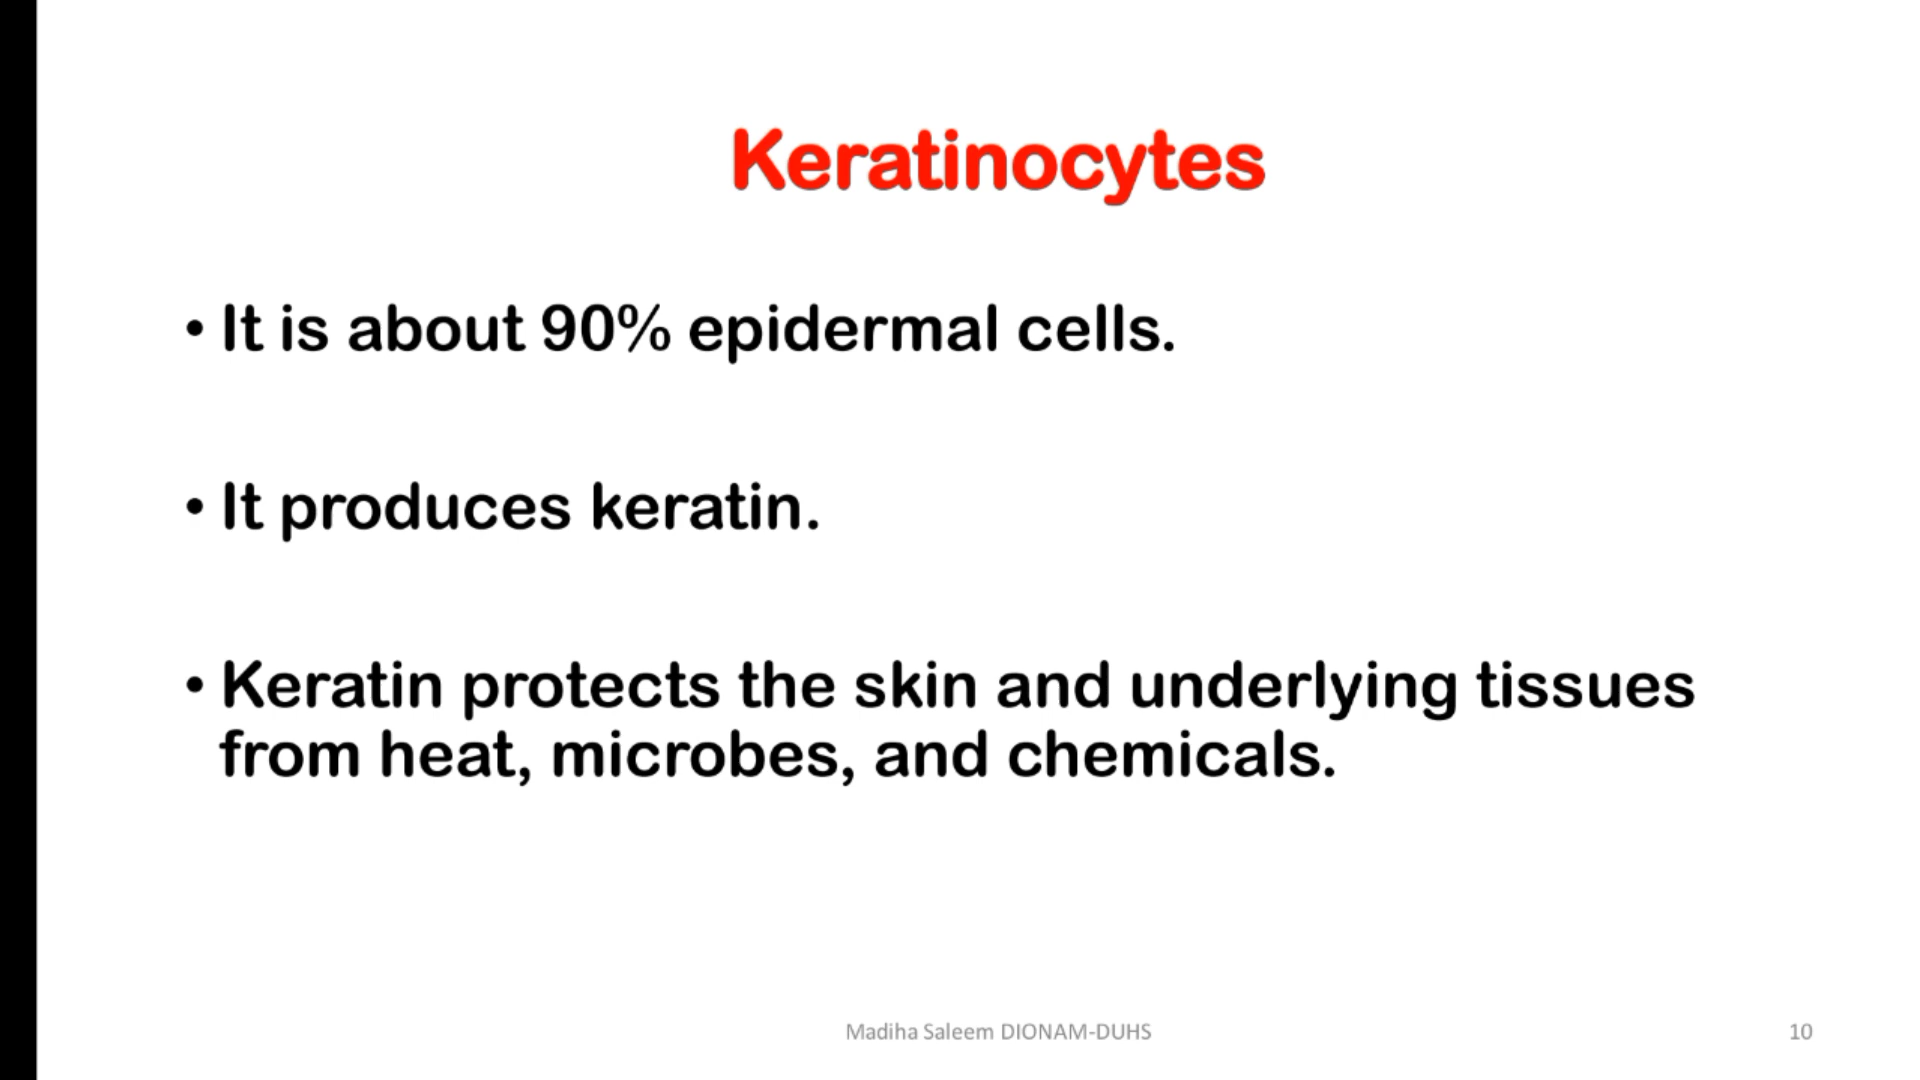 Keratinocytes
• It is about 90% epidermal cells.
• It produces keratin.
• Keratin protects the skin and underlying tissues
from heat, microbes, and chemicals.
Madiha Saleem DIONAM-DUHS
10